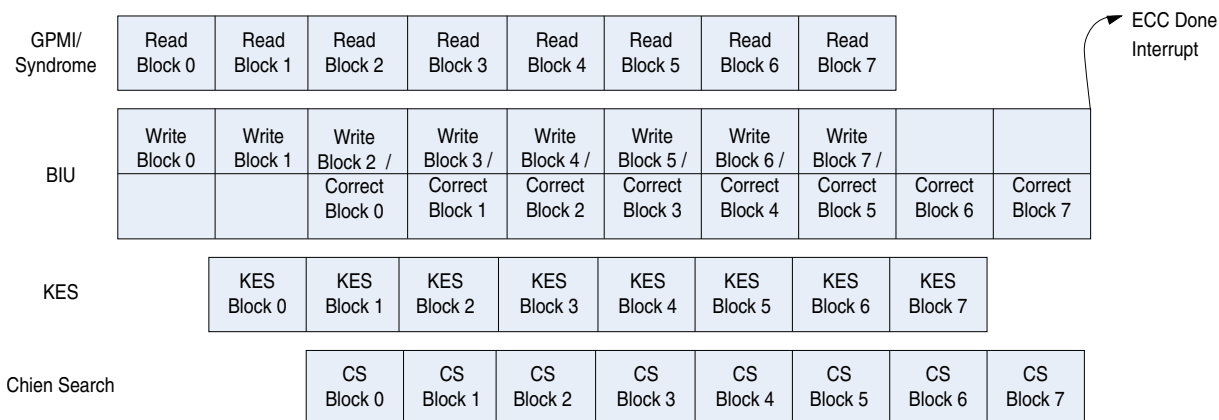 GPMI/
Syndrome
Read Read Read Read Read Read Read Read
Block 0 Block 1 Block 2 Block 3 Block 4 Block 5 Block 6 Block 7
ECC Done
Interrupt
BIU
Write Write Write Write Write Write Write Write
Block 0 Block 1 Block 2 / Block 3 / Block 4 / Block 5 / Block 6 / Block 7 /
Correct Correct Correct Correct Correct Correct Correct Correct
Block 0 Block 1 Block 2 Block 3 Block 4 Block 5 Block 6 Block 7
KES
KES KES KES KES KES KES KES KES
Block 0 Block 1 Block 2 Block 3 Block 4 Block 5 Block 6 Block 7
Chien Search
CS CS CS CS CS CS CS CS
Block 0 Block 1 Block 2 Block 3 Block 4 Block 5 Block 6 Block 7